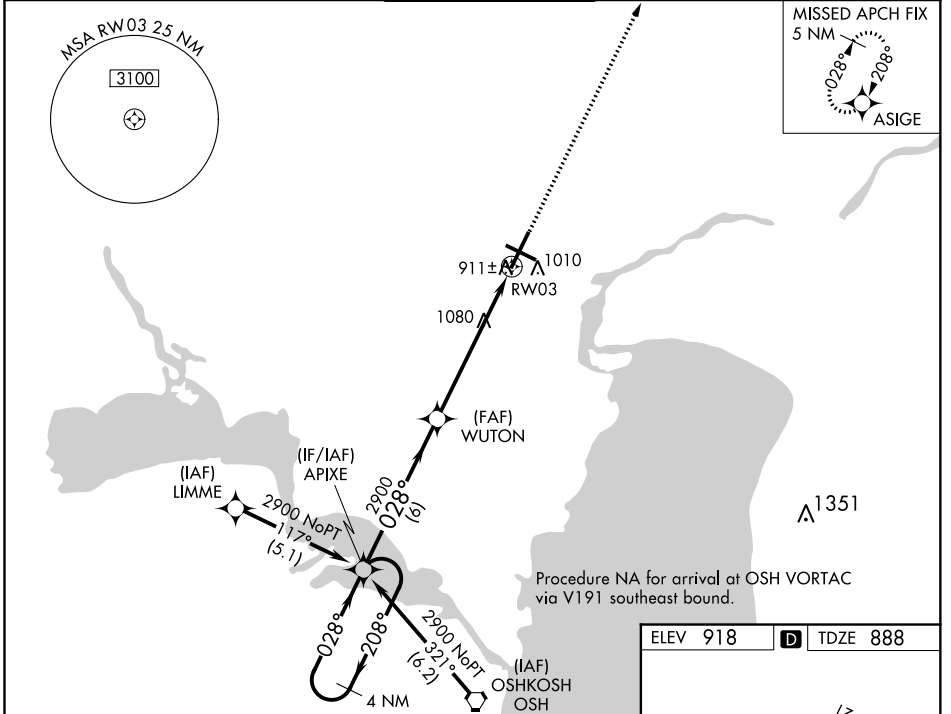 MSA RW03 25 NM
3100
MISSED APCH FIX
5 NM
028°
208°
ASIGE
911±
1010
RW03
1080
(FAF)
WUTON
(IF/IAF)
APIXE
(IAF)
LIMME
2900
028°
(6)
2900 NoPT
117°
(5.1)
1351
Procedure NA for arrival at OSH VORTAC
via V191 southeast bound.
028°
208°
4 NM
2900 NoPT
321°
(6.2)
(IAF)
OSHKOSH
OSH
ELEV 918 D TDZE 888